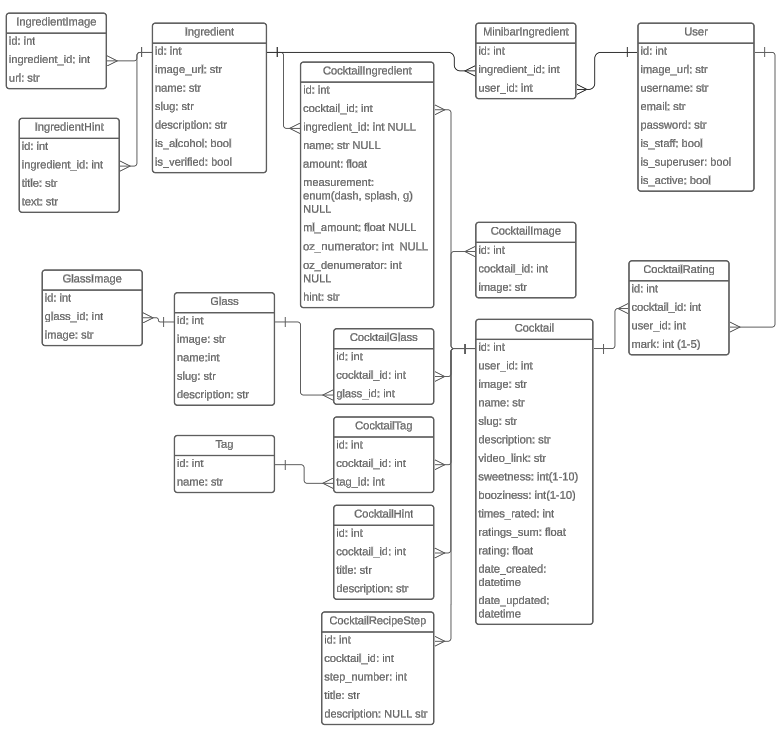 IngredientImage
id: int
ingredient_id: int
url: str
IngredientHint
id: int
ingredient_id: int
title: str
text: str
Ingredient
id: int
image_url: str
name: str
slug: str
description: str
is_alcohol: bool
is_verified: bool
CocktailIngredient
id: int
cocktail_id: int
ingredient_id: int NULL
name: str NULL
amount: float
measurement:
enum(dash, splash, g)
NULL
ml_amount: float NULL
oz_numerator: int  NULL
oz_denumerator: int
NULL
hint: str
MinibarIngredient
id: int
ingredient_id: int
user_id: int
User
id: int
image_url: str
username: str
email: str
password: str
is_staff: bool
is_superuser: bool
is_active: bool
CocktailImage
id: int
cocktail_id: int
image: str
CocktailRating
id: int
cocktail_id: int
user_id: int
mark: int (1-5)
GlassImage
id: int
glass_id: int
image: str
Glass
id: int
image: str
name:int
slug: str
description: str
CocktailGlass
id: int
cocktail_id: int
glass_id: int
Cocktail
id: int
user_id: int
image: str
name: str
slug: str
description: str
video_link: str
sweetness: int(1-10)
booziness: int(1-10)
times_rated: int
ratings_sum: float
rating: float
date_created:
datetime
date_updated:
datetime
Tag
id: int
name: str
CocktailTag
id: int
cocktail_id: int
tag_id: int
CocktailHint
id: int
cocktail_id: int
title: str
description: str
CocktailRecipeStep
id: int
cocktail_id: int
step_number: int
title: str
description: NULL str